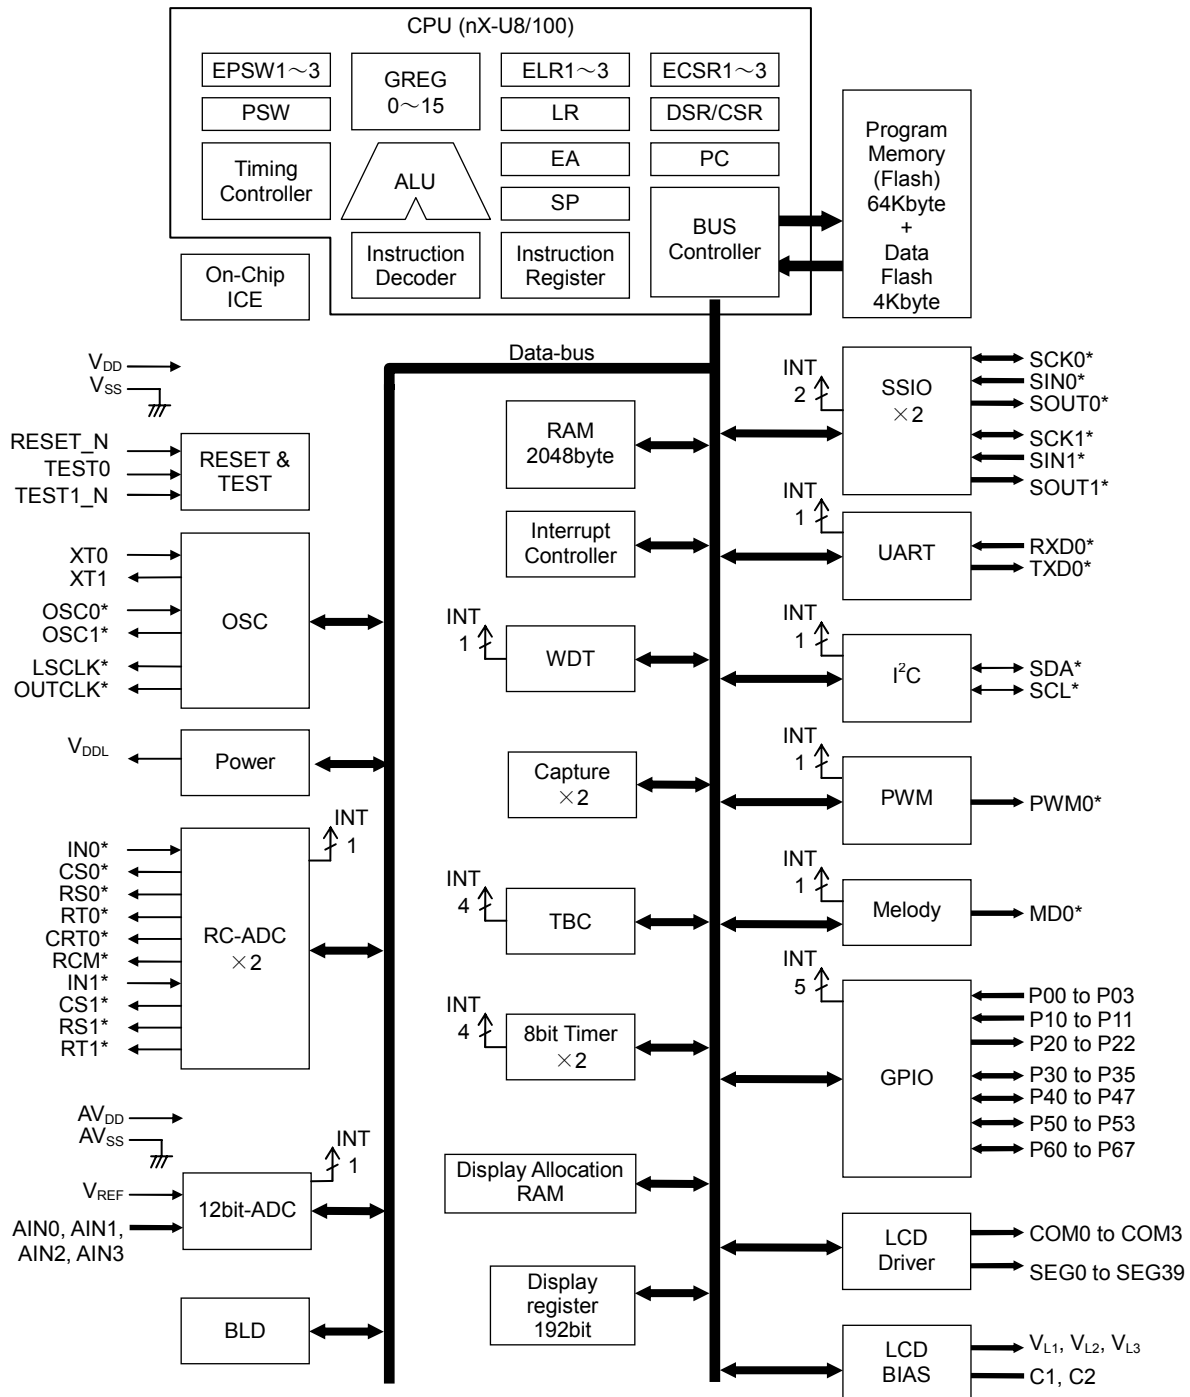 CPU (nX-U8/100)
EPSW1～3
GREG
0～15
ELR1～3
ECSR1～3
PSW
LR
DSR/CSR
Timing
Controller
ALU
EA
PC
SP
BUS
Controller
Instruction
Decoder
Instruction
Register
On-Chip
ICE
Program
Memory
(Flash)
64Kbyte
+
Data
Flash
4Kbyte
Data-bus
VDD
VSS
RESET_N
TEST0
TEST1_N
RESET &
TEST
XT0
XT1
OSC0*
OSC1*
LSCLK*
OUTCLK*
OSC
VDDL
Power
IN0*
CS0*
RS0*
RT0*
CRT0*
RCM*
IN1*
CS1*
RS1*
RT1*
RC-ADC
×2
INT
1
AVDD
AVSS
VREF
AIN0, AIN1,
AIN2, AIN3
12bit-ADC
INT
1
BLD
RAM
2048byte
Interrupt
Controller
INT
1
WDT
Capture
×2
INT
4
TBC
INT
4
8bit Timer
×2
Display Allocation
RAM
Display
register
192bit
INT
2
SSIO
×2
SCK0*
SIN0*
SOUT0*
SCK1*
SIN1*
SOUT1*
INT
1
UART
RXD0*
TXD0*
INT
1
I²C
SDA*
SCL*
INT
1
PWM
PWM0*
INT
1
Melody
MD0*
INT
5
GPIO
P00 to P03
P10 to P11
P20 to P22
P30 to P35
P40 to P47
P50 to P53
P60 to P67
LCD
Driver
COM0 to COM3
SEG0 to SEG39
LCD
BIAS
VL1, VL2, VL3
C1, C2